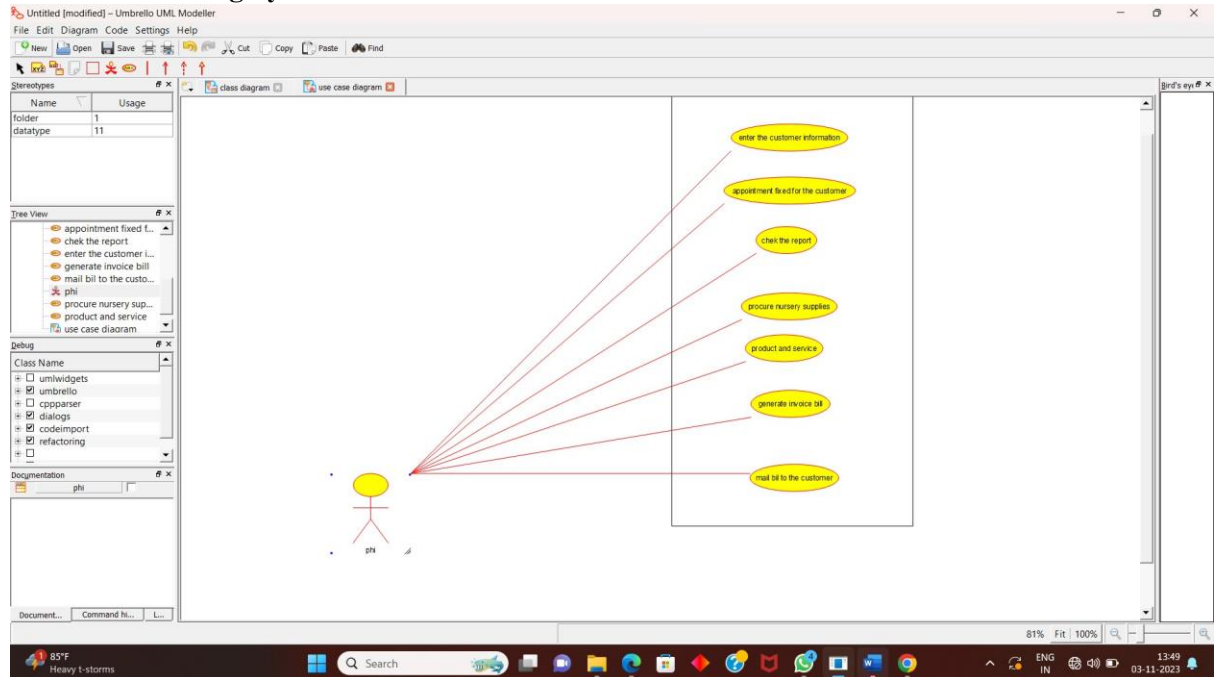 Untitled [modified] – Umbrello UML Modeller
File Edit Diagram Code Settings Help
New Open Save Cut Copy Paste Find
XYZ
Stereotypes
class diagram use case diagram
Name Usage
folder 1
datatype 11
Tree View
appointment fixed f...
chek the report
enter the customer i...
generate invoice bill
mail bil to the custo...
phi
procure nursery sup...
product and service
use case diagram
Debug
Class Name
umlwidgets
umbrello
cppparser
dialogs
codeimport
refactoring
Documentation
phi
Document... Command hi... L...
enter the customer information
appointment fixed for the customer
chek the report
procure nursery supplies
product and service
generate invoice bill
mail bil to the customer
phi
Bird's ey
81% Fit 100%
1
85°F
Heavy t-storms
Search
ENG
IN
13:49
03-11-2023